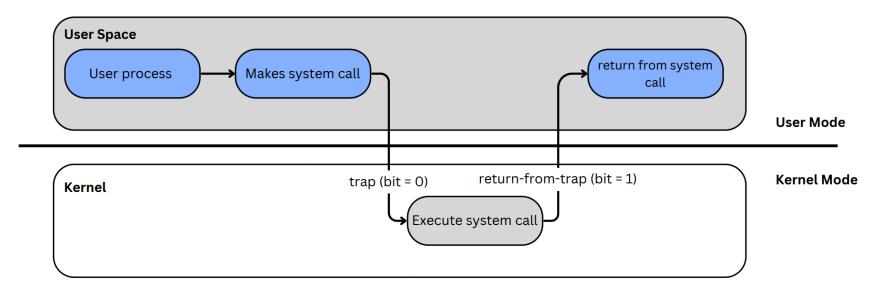 User Space
User process
Makes system call
return from system
call
User Mode
trap (bit = 0)
return-from-trap (bit = 1)
Kernel Mode
Kernel
Execute system call